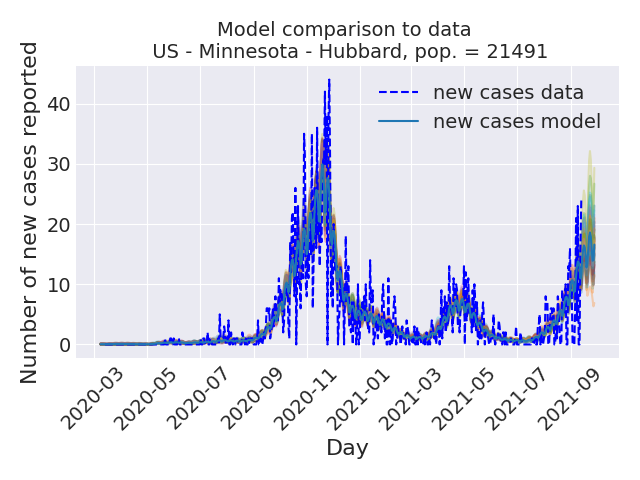 Model comparison to data
US - Minnesota - Hubbard, pop. = 21491
Number of new cases reported
40
30
20
10
0
new cases data
new cases model
2020-03
2020-05
2020-07
2020-09
2020-11
2021-01
2021-03
2021-05
2021-07
2021-09
Day